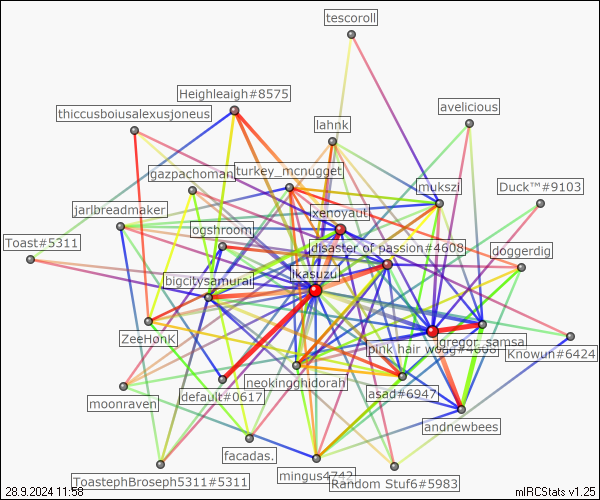 tescoroll
Heighleaigh#8575
avelicious
thiccusboiusalexusjoneus
lahnk
gazpachoman
turkey_mcnugget
mukszi
Duck™#9103
jarlbreadmaker
xenoyaut
ogshroom
Toast#5311
disaster of passion#4608
doggerdig
bigcitysamurai
ikasuzu
ZeeHonK
gregor_samsa
pink hair
Knowun#6424
neokingghidorah
moonraven
default#0617
asad#6947
andnewbees
facadas.
mingus4742
ToastephBroseph5311#5311
Random Stuf6#5983
28.9.2024 11:58
mIRCStats v1.25